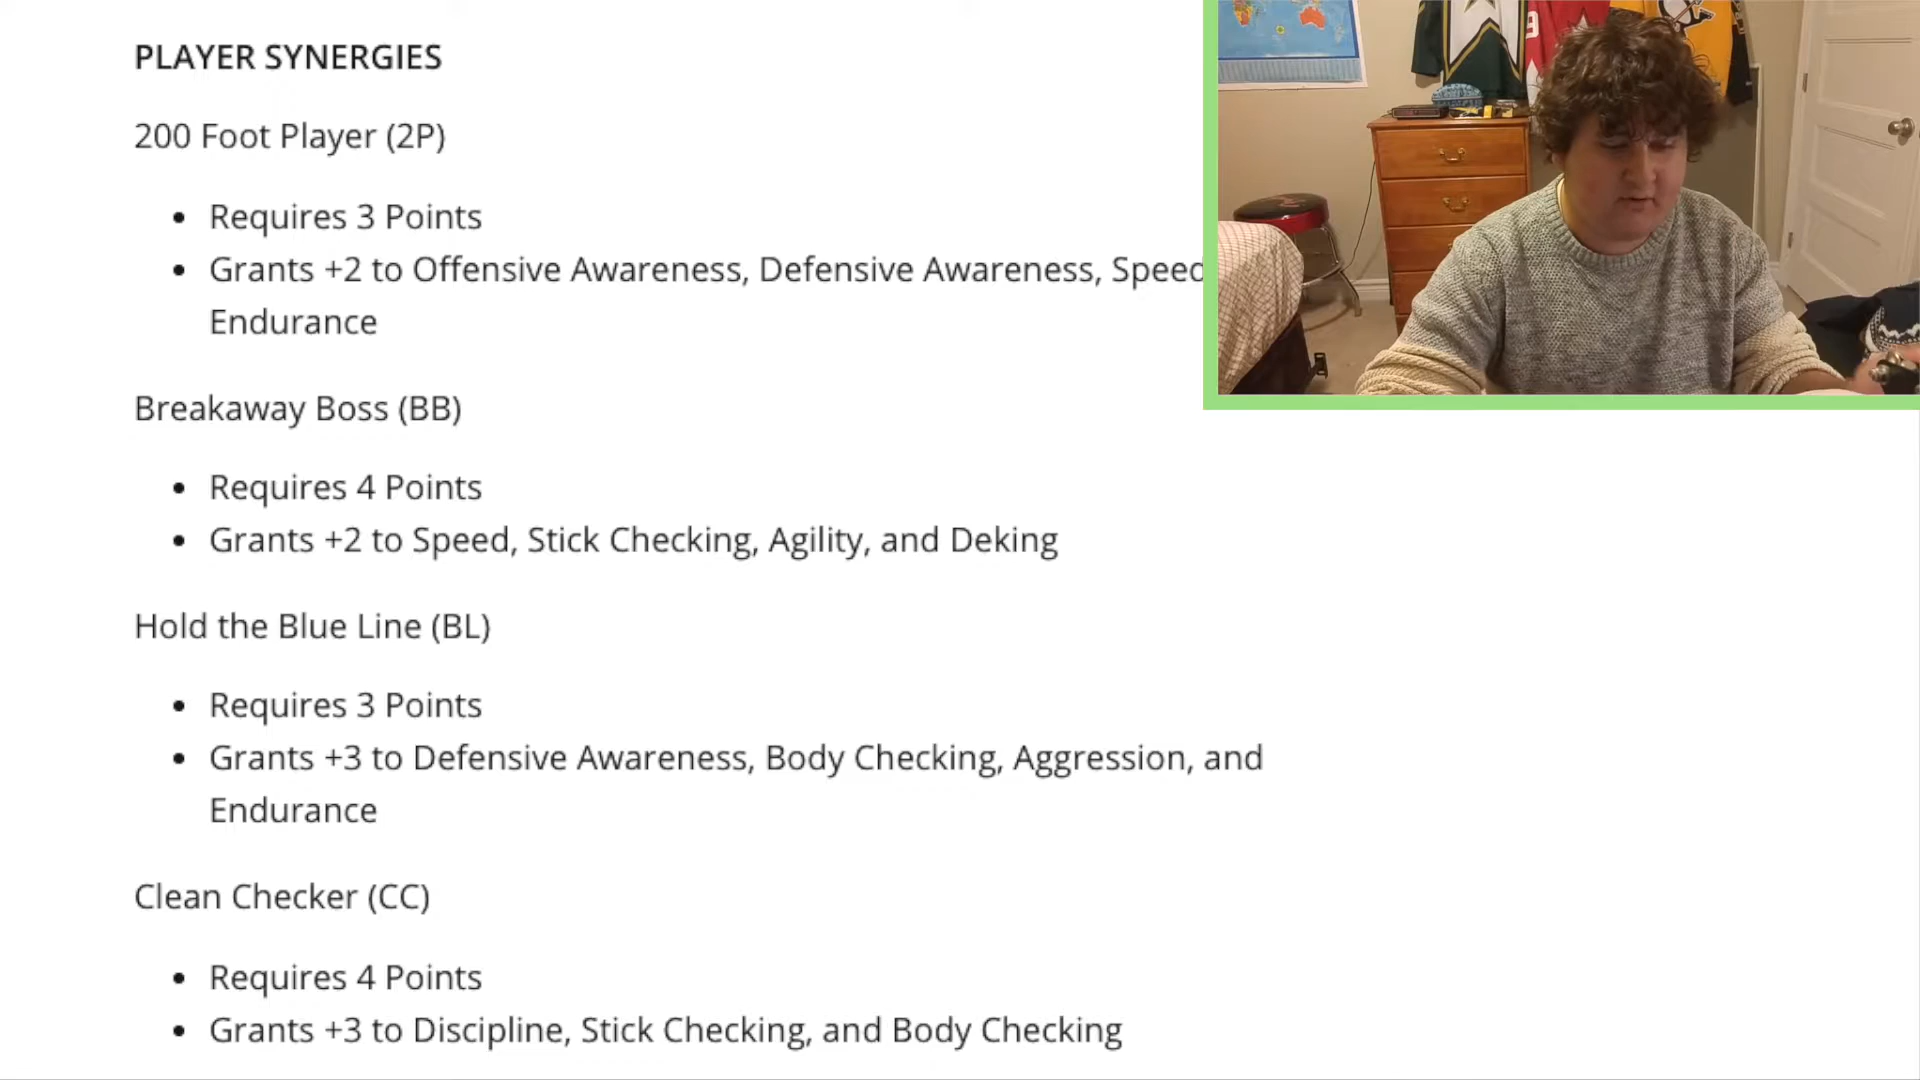 PLAYER SYNERGIES
200 Foot Player (2P)
• Requires 3 Points
• Grants +2 to Offensive Awareness, Defensive Awareness, Speed
Endurance
Breakaway Boss (BB)
• Requires 4 Points
• Grants +2 to Speed, Stick Checking, Agility, and Deking
Hold the Blue Line (BL)
• Requires 3 Points
• Grants +3 to Defensive Awareness, Body Checking, Aggression, and
Endurance
Clean Checker (CC)
• Requires 4 Points
• Grants +3 to Discipline, Stick Checking, and Body Checking
9